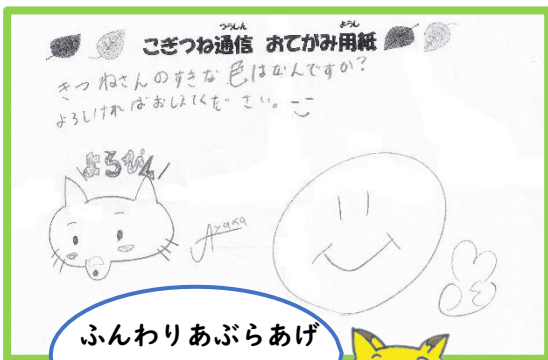 つうしん ようし
こぎつね通信 おてがみ用紙
きつねさんのすきな色はなんですか?
よろしければおしえてください。
よろぴく!
Ayaka
ふんわりあぶらあげ